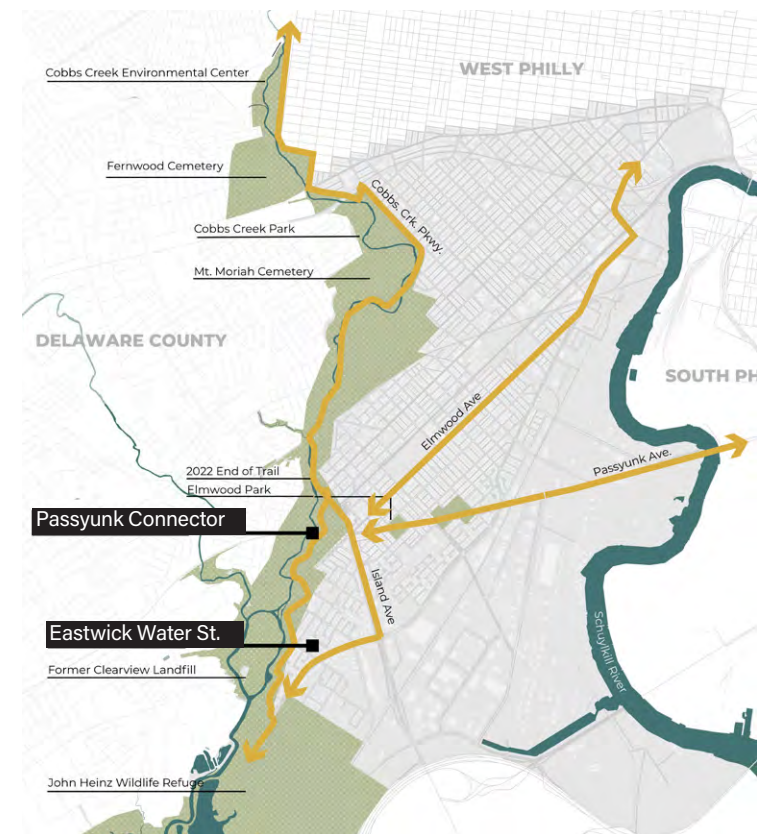 WEST PHILLY
Cobbs Creek Environmental Center
Fernwood Cemetery
Cobbs. Crk. Pkwy.
Cobbs Creek Park
Mt. Moriah Cemetery
DELAWARE COUNTY
SOUTH PH
Elmwood Ave
Passyunk Ave.
2022 End of Trail
Elmwood Park
Passyunk Connector
Island Ave
Eastwick Water St.
Schuylkill River
Former Clearview Landfill
John Heinz Wildlife Refuge